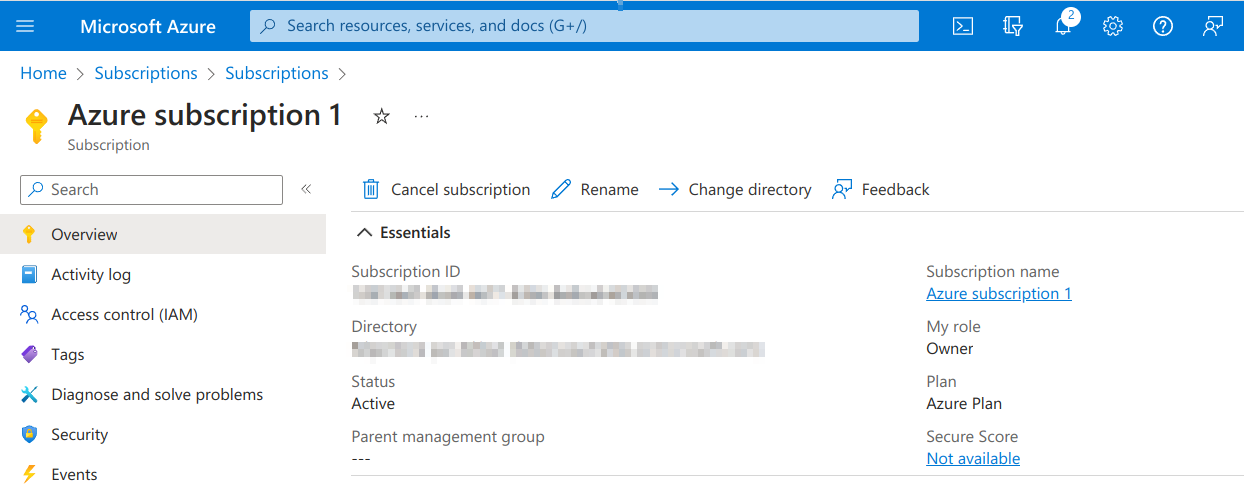 Microsoft Azure
Search resources, services, and docs (G+/)
2
Home > Subscriptions > Subscriptions >
Azure subscription 1
...
Subscription
Search
«
Cancel subscription
Rename
Change directory
Feedback
Overview
Activity log
Access control (IAM)
Tags
Diagnose and solve problems
Security
Events
Essentials
Subscription ID
Directory
Status
Active
Parent management group
---
Subscription name
Azure subscription 1
My role
Owner
Plan
Azure Plan
Secure Score
Not available